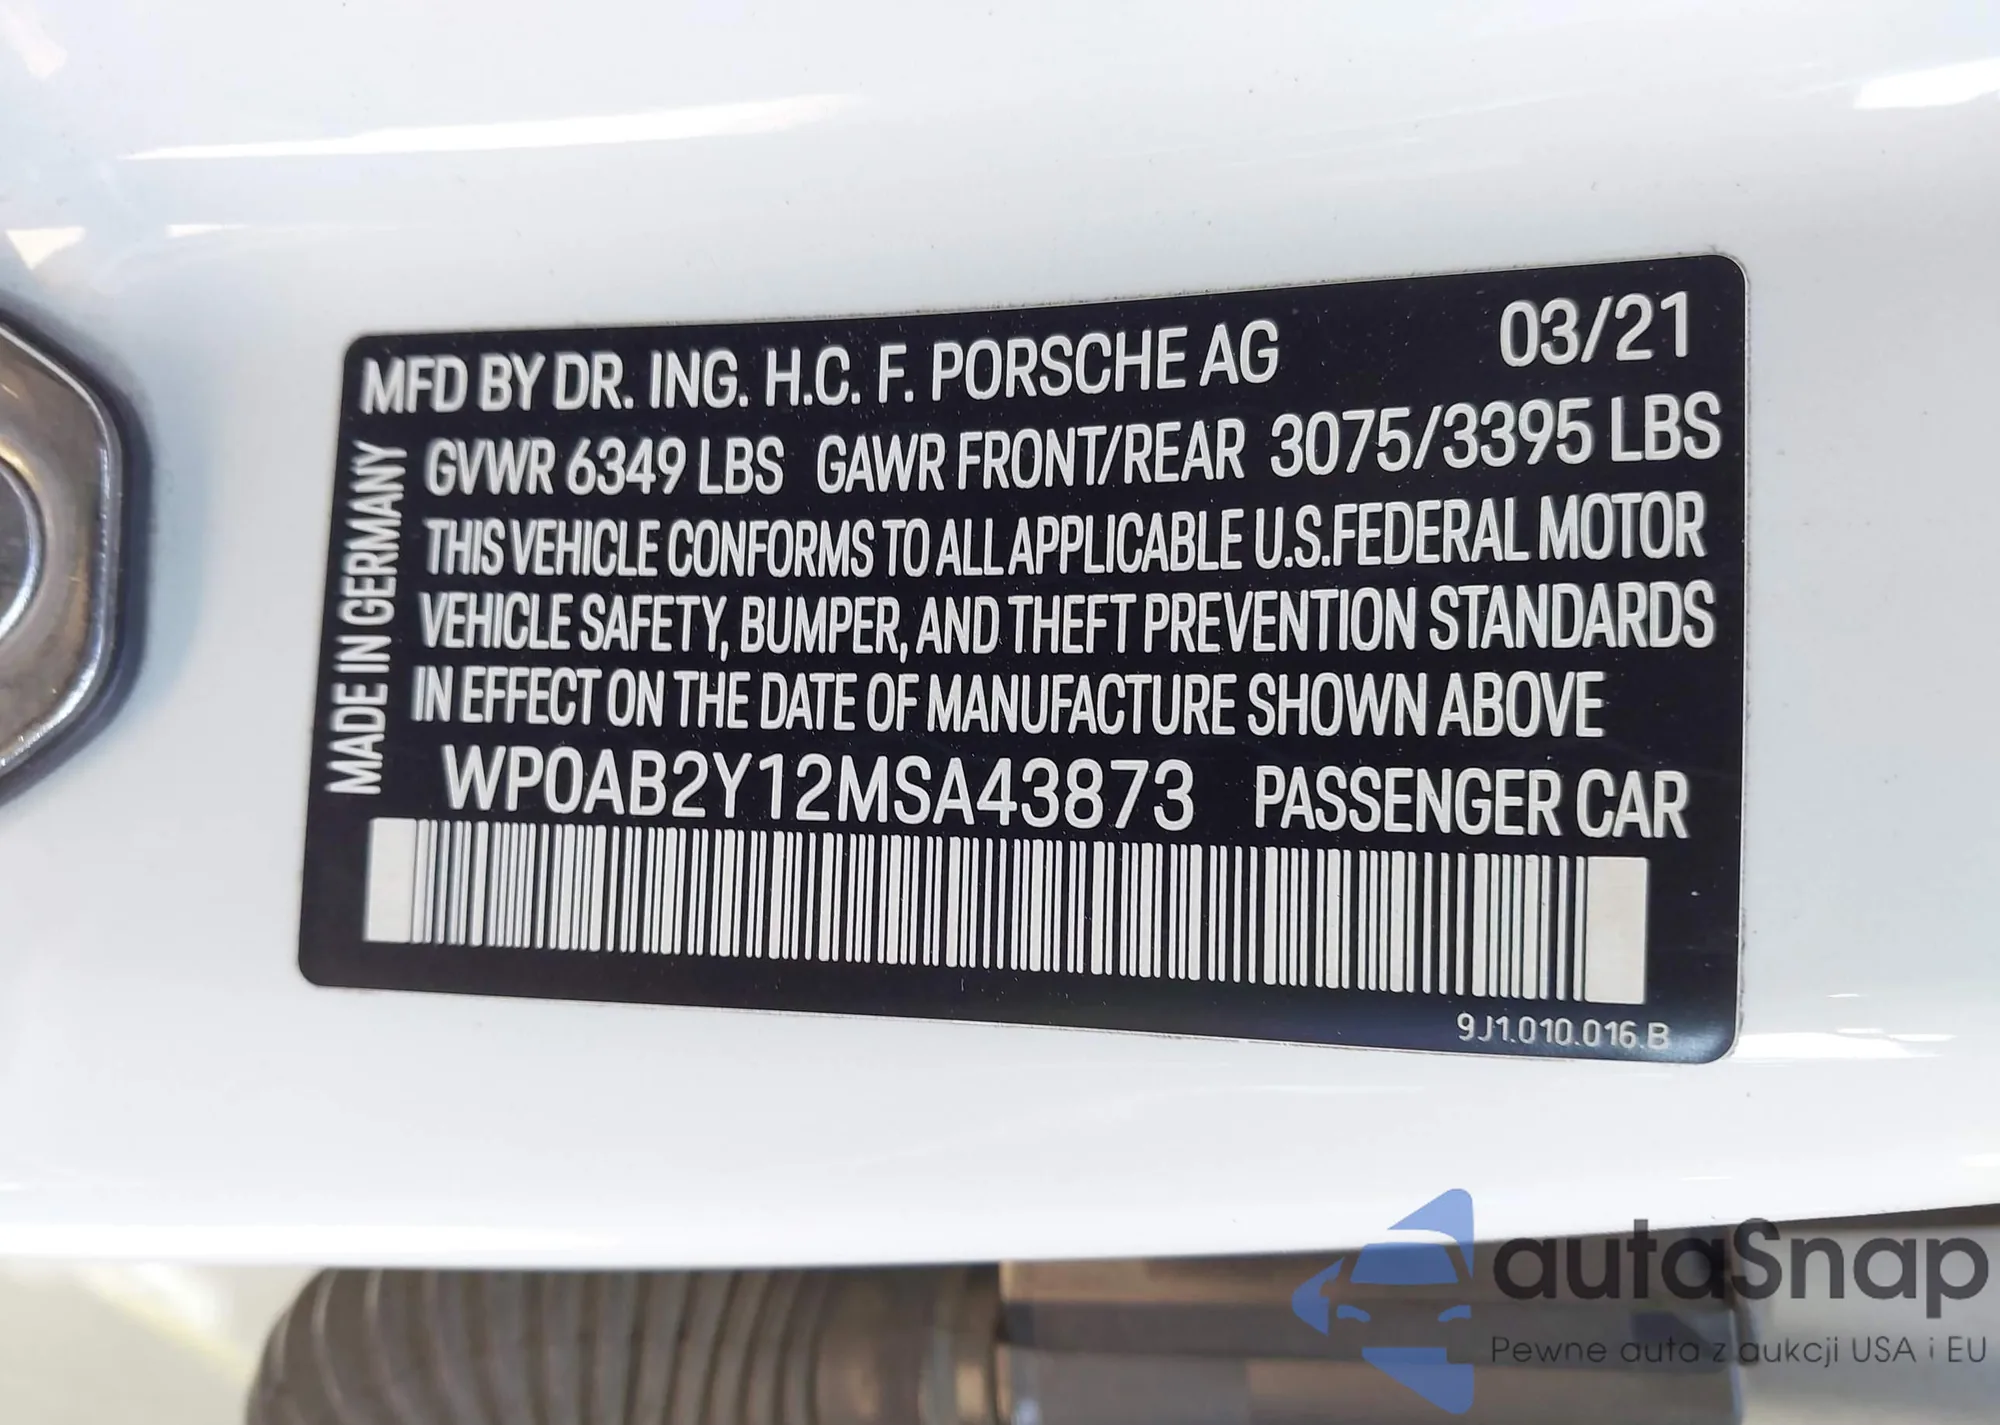 MFD BY DR. ING. H.C. F. PORSCHE AG 03/21
GVWR 6349 LBS GAWR FRONT/REAR 3075/3395 LBS
THIS VEHICLE CONFORMS TO ALL APPLICABLE U.S.FEDERAL MOTOR
VEHICLE SAFETY, BUMPER, AND THEFT PREVENTION STANDARDS
IN EFFECT ON THE DATE OF MANUFACTURE SHOWN ABOVE
WP0AB2Y12MSA43873 PASSENGER CAR
MADE IN GERMANY
9J1.010.016.B
autaSnap
Pewne auta z aukcji USA i EU